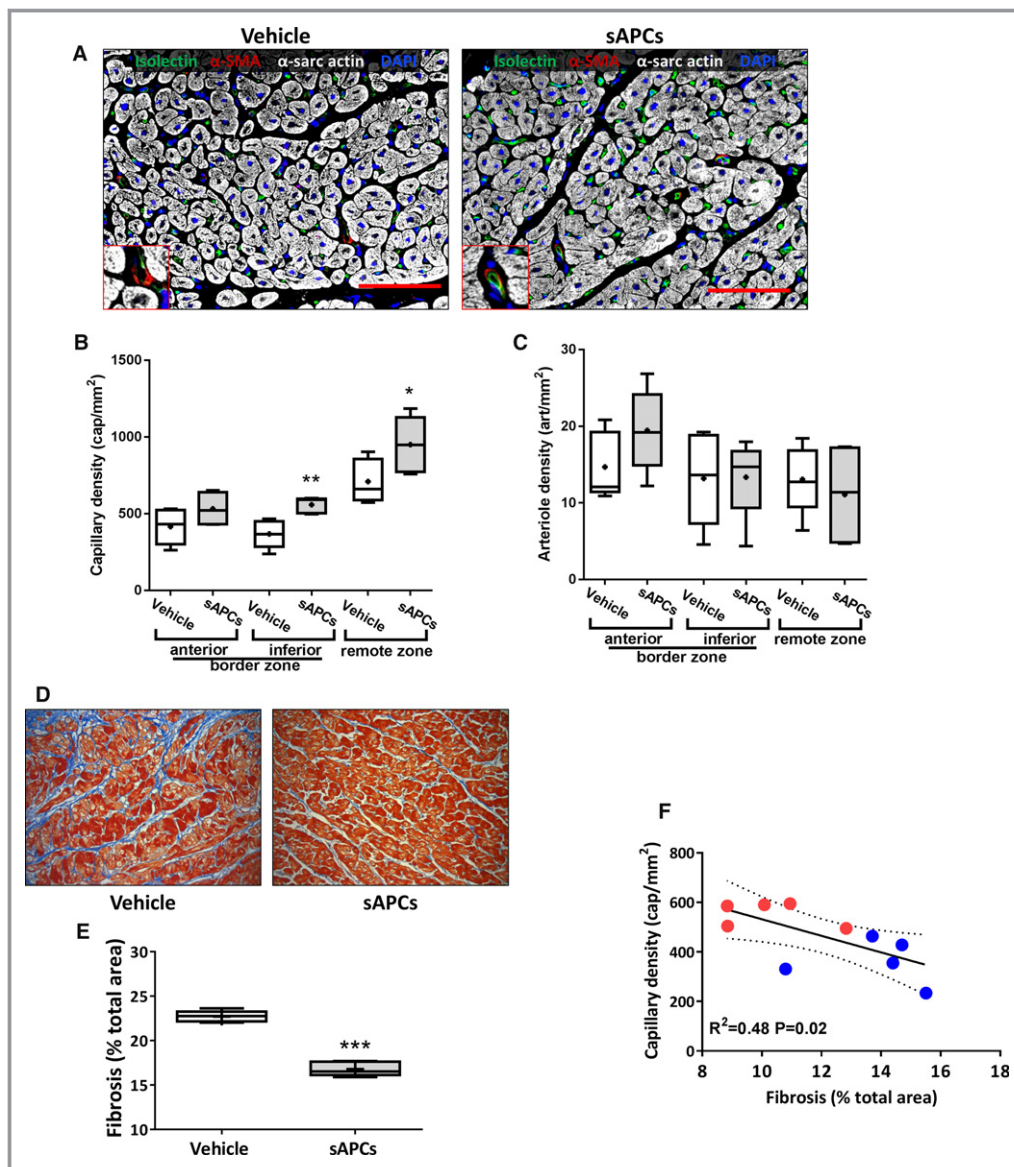 Vehicle
sAPCs
A
Isolectin α-SMA α-sarc actin DAPI
Isolectin α-SMA α-sarc actin DAPI
B
Capillary density (cap/mm²)
1500
1000
500
0
**
*
Vehicle sAPCs Vehicle sAPCs Vehicle sAPCs
anterior inferior remote zone
border zone
C
Arteriole density (art/mm²)
30
20
10
0
Vehicle sAPCs Vehicle sAPCs Vehicle sAPCs
anterior inferior remote zone
border zone
D
Vehicle
sAPCs
E
Fibrosis (% total area)
30
25
20
15
10
***
Vehicle sAPCs
F
Capillary density (cap/mm²)
800
600
400
200
0
R²=0.48 P=0.02
8 10 12 14 16 18
Fibrosis (% total area)